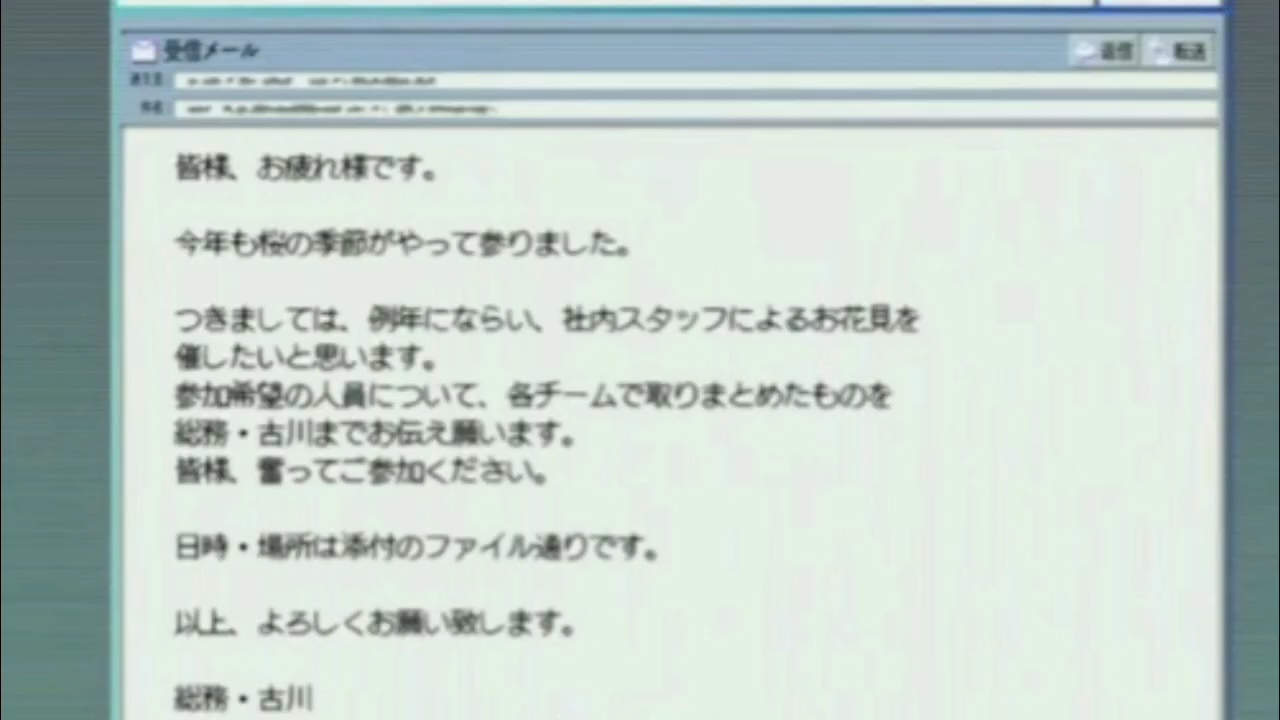 受信メール
返信 転送
皆様、お疲れ様です。
今年も桜の季節がやって参りました。
つきましては、例年にならい、社内スタッフによるお花見を
催したいと思います。
参加希望の人員について、各チームで取りまとめたものを
総務・古川までお伝え願います。
皆様、奮ってご参加ください。
日時・場所は添付のファイル通りです。
以上、よろしくお願い致します。
総務・古川